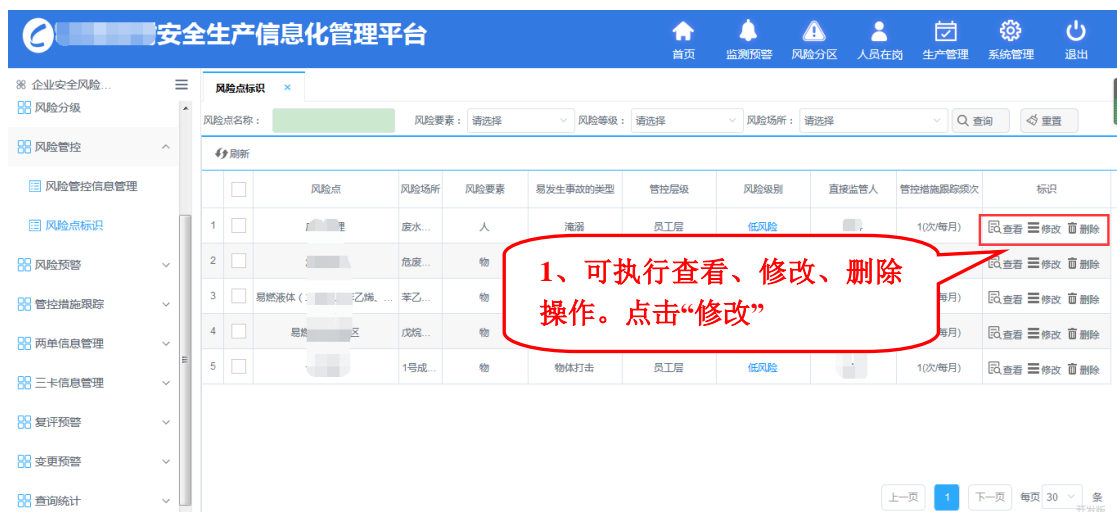 安全生产信息化管理平台
首页 监测预警 风险分区 人员在岗 生产管理 系统管理 退出
企业安全风险...
风险点标识 ×
风险分级
风险点名称： 风险要素： 请选择 风险等级： 请选择 风险场所： 请选择 查询 重置
风险管控
刷新
风险管控信息管理
风险点 风险场所 风险要素 易发生事故的类型 管控层级 风险级别 直接监管人 管控措施跟踪频次 标识
风险点标识
1 理 废水... 人 淹溺 员工层 低风险 1(次/每月) 查看 修改 删除
风险预警
2 危废... 物 查看 修改 删除
1、可执行查看、修改、删除
操作。点击“修改”
管控措施跟踪
3 易燃液体（ 乙烯、... 苯乙... 物 每月) 查看 修改 删除
两单信息管理
4 易燃 区 戊烷... 物 每月) 查看 修改 删除
三卡信息管理
5 1号成... 物 物体打击 员工层 低风险 1(次/每月) 查看 修改 删除
复评预警
变更预警
查询统计
上一页 1 下一页 每页 30 条
开发版